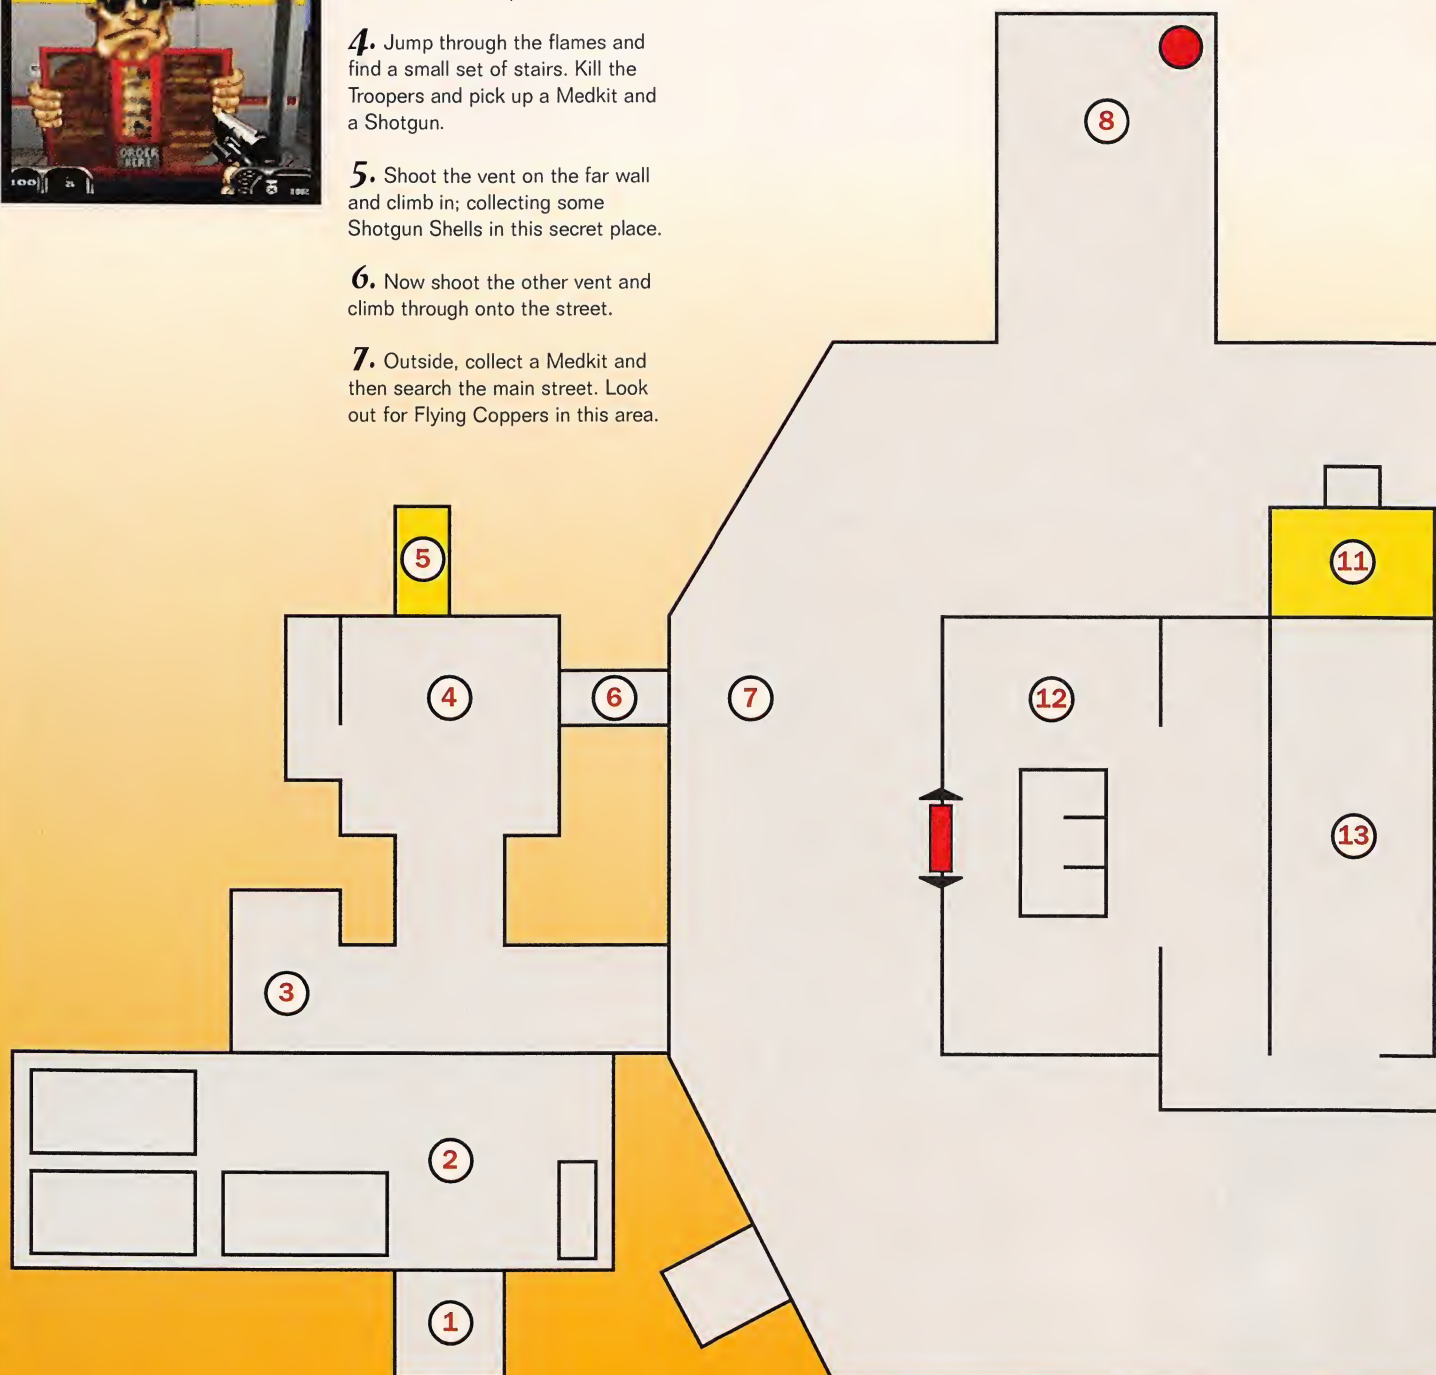 ORDER
HERE
100
4. Jump through the flames and
find a small set of stairs. Kill the
Troopers and pick up a Medkit and
a Shotgun.
5. Shoot the vent on the far wall
and climb in; collecting some
Shotgun Shells in this secret place.
6. Now shoot the other vent and
climb through onto the street.
7. Outside, collect a Medkit and
then search the main street. Look
out for Flying Coppers in this area.
8
5
11
4
6
7
12
13
3
2
1